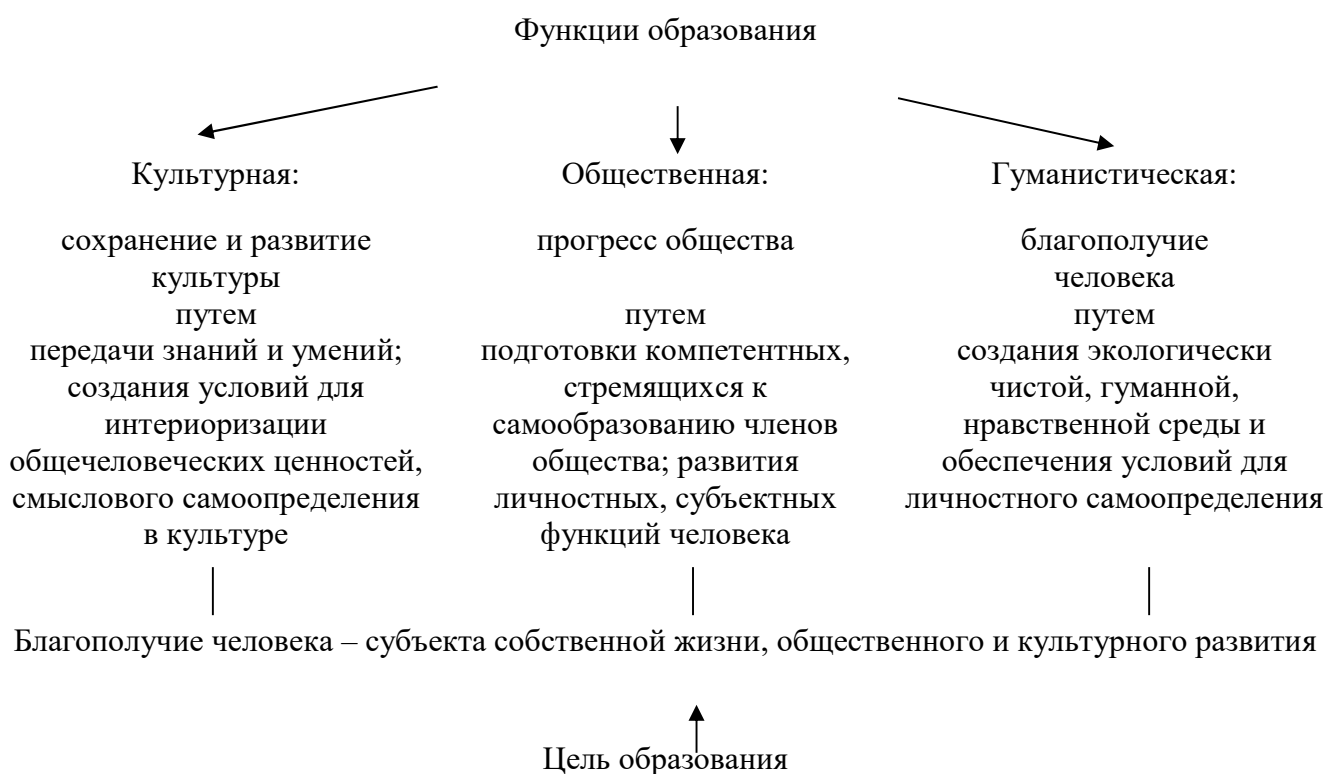 Функции образования
Культурная:
сохранение и развитие
культуры
путем
передачи знаний и умений;
создания условий для
интериоризации
общечеловеческих ценностей,
смыслового самоопределения
в культуре
Общественная:
прогресс общества
путем
подготовки компетентных,
стремящихся к
самообразованию членов
общества; развития
личностных, субъектных
функций человека
Гуманистическая:
благополучие
человека
путем
создания экологически
чистой, гуманной,
нравственной среды и
обеспечения условий для
личностного самоопределения
Благополучие человека – субъекта собственной жизни, общественного и культурного развития
Цель образования